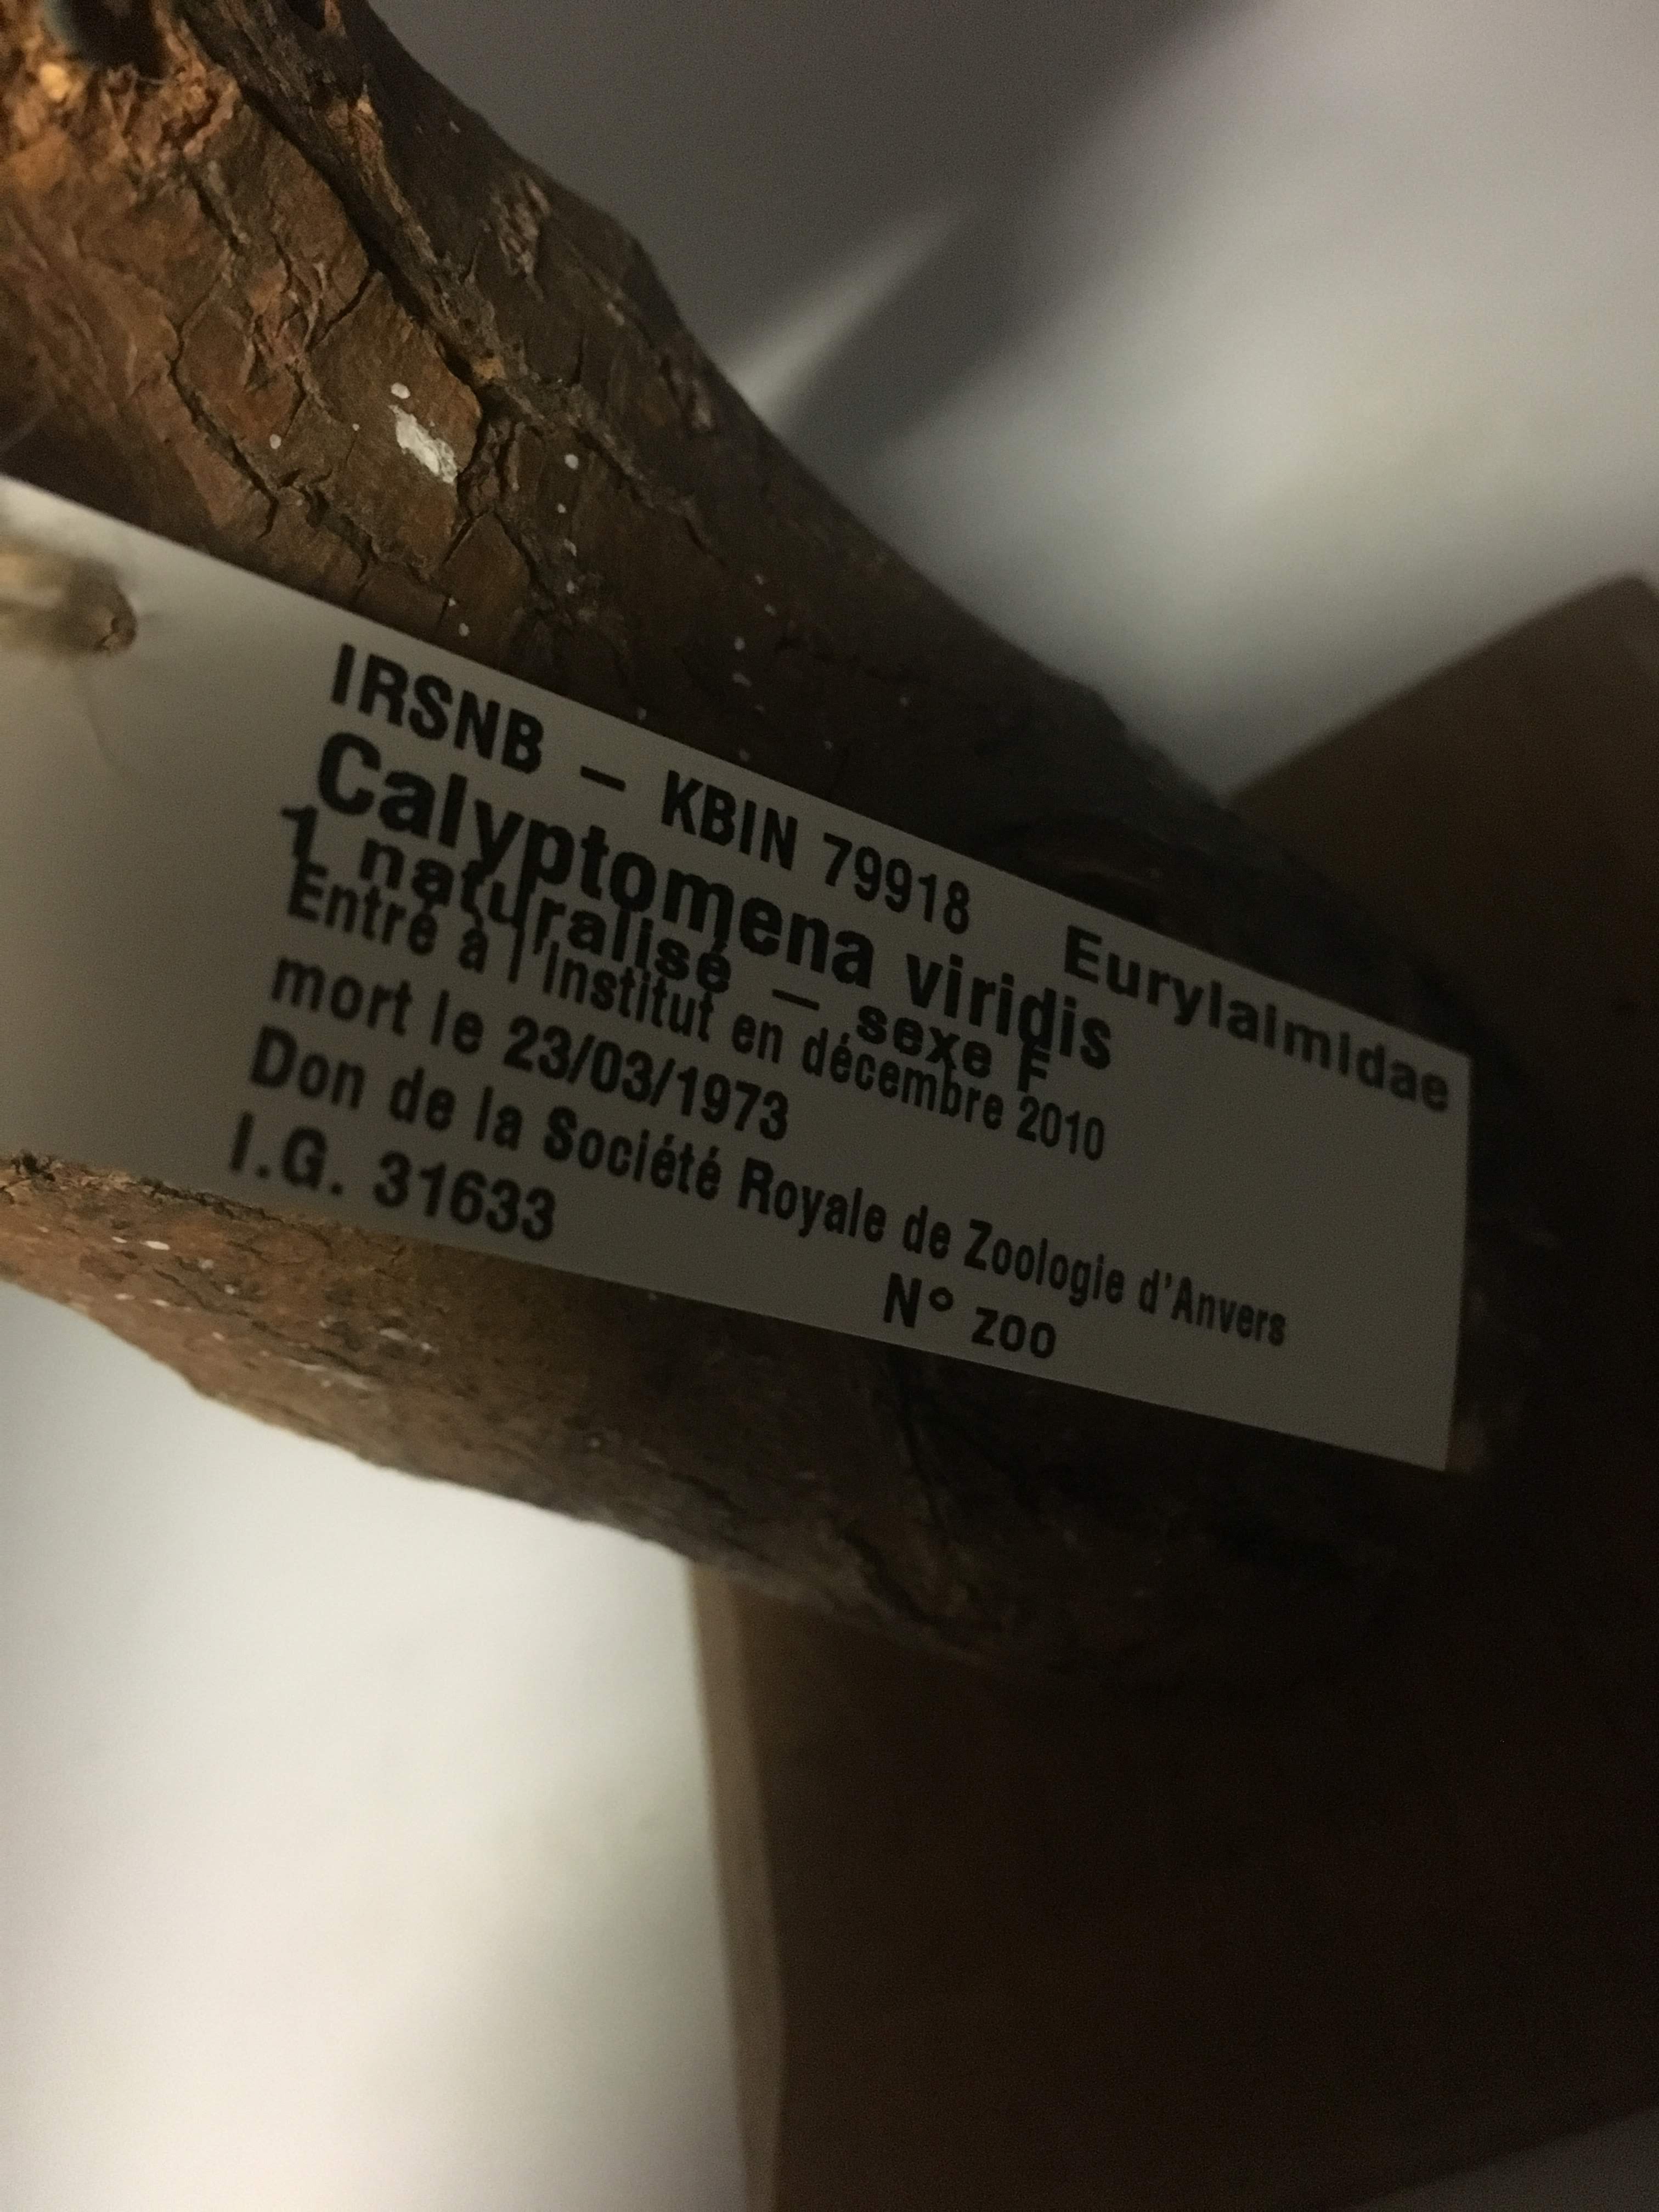 IRSNB – KBIN 79918 Eurylaimidae
Calyptomena viridis
1 naturalisé – sexe F
Entré à l'Institut en décembre 2010
mort le 23/03/1973
Don de la Société Royale de Zoologie d'Anvers
I.G. 31633 N° zoo